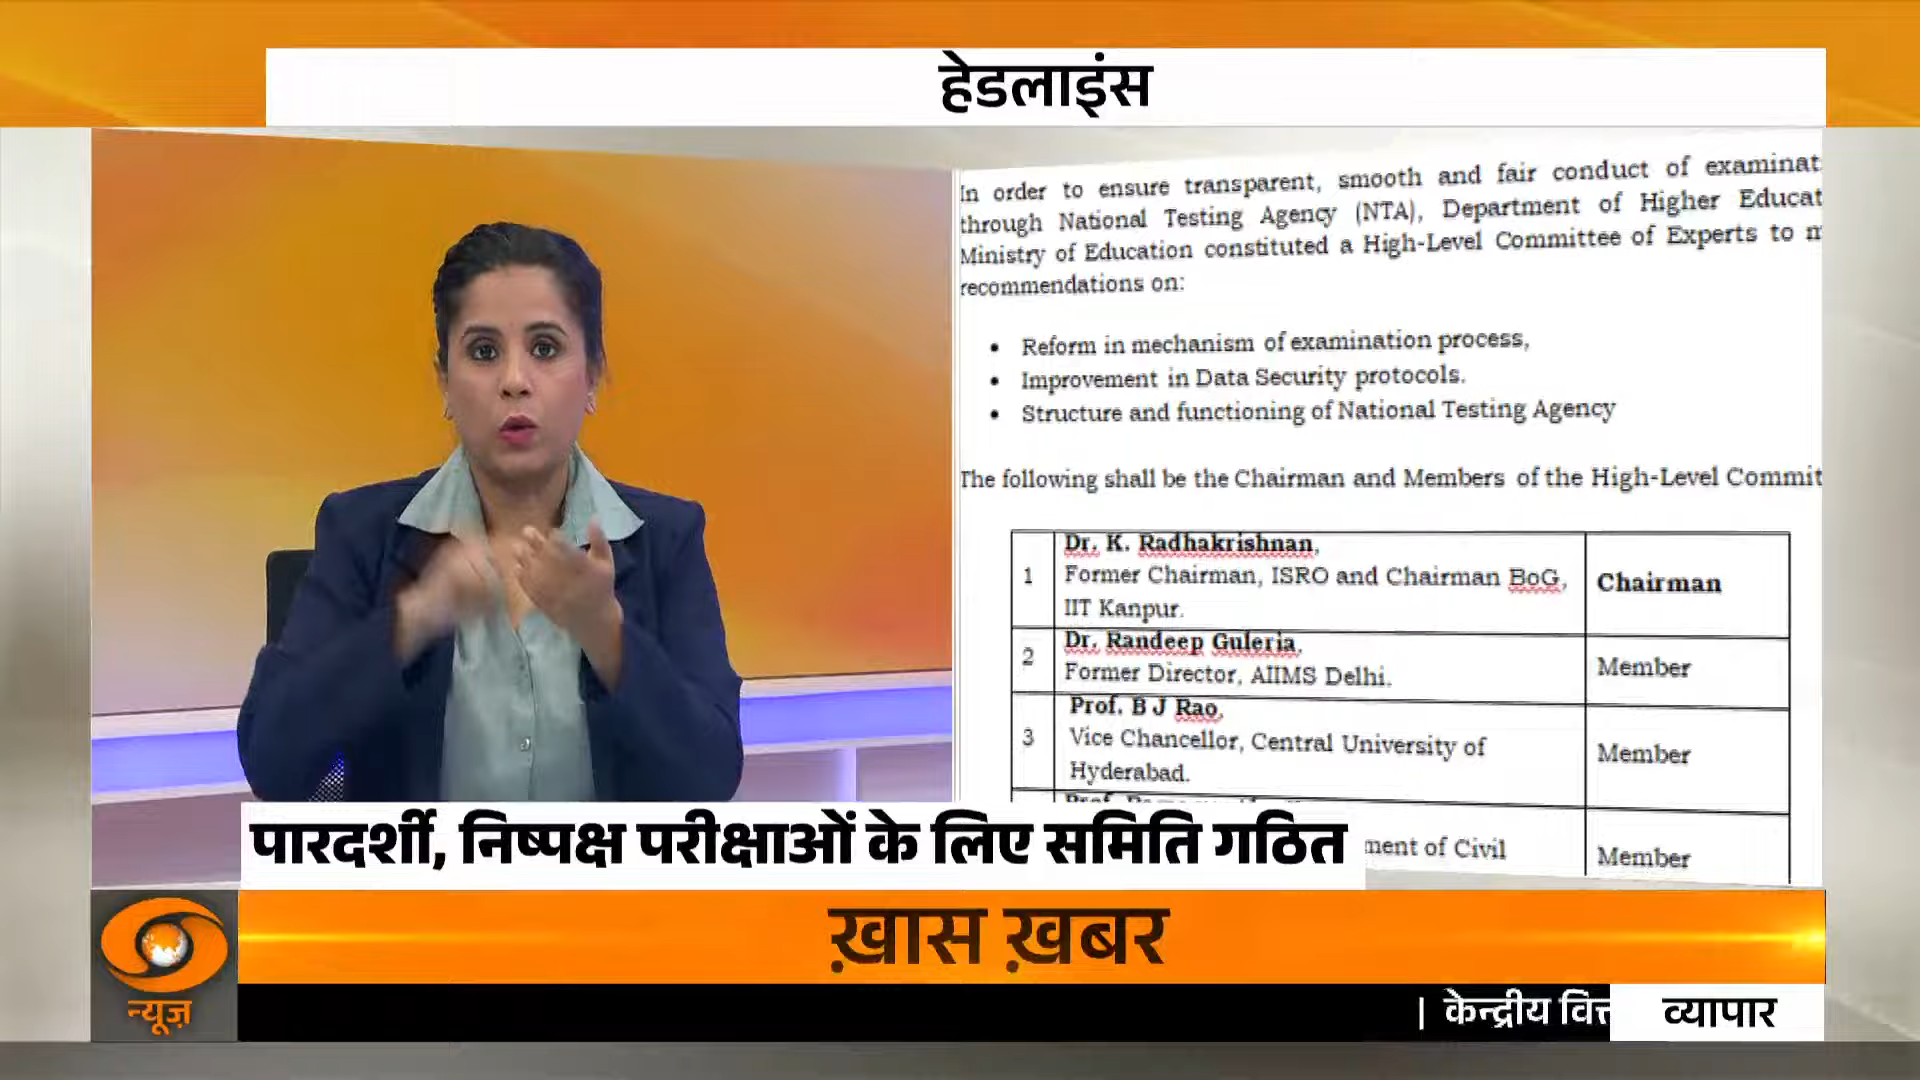 हेडलाइंस
In order to ensure transparent, smooth and fair conduct of
through National Testing Agency (NTA), Department of Higher
Ministry of Education constituted a High-Level Committee of Experts to
recommendations on:
• Reform in mechanism of examination process,
• Improvement in Data Security protocols.
• Structure and functioning of National Testing Agency
The following shall be the Chairman and Members of the High-Level
1 Dr. K. Radhakrishnan, Former Chairman, ISRO and Chairman BoG, IIT Kanpur. Chairman
2 Dr. Randeep Guleria, Former Director, AIIMS Delhi. Member
3 Prof. B J Rao, Vice Chancellor, Central University of Hyderabad. Member
of Civil Member
पारदर्शी, निष्पक्ष परीक्षाओं के लिए समिति गठित
ख़ास ख़बर
न्यूज़
| केन्द्रीय
व्यापार